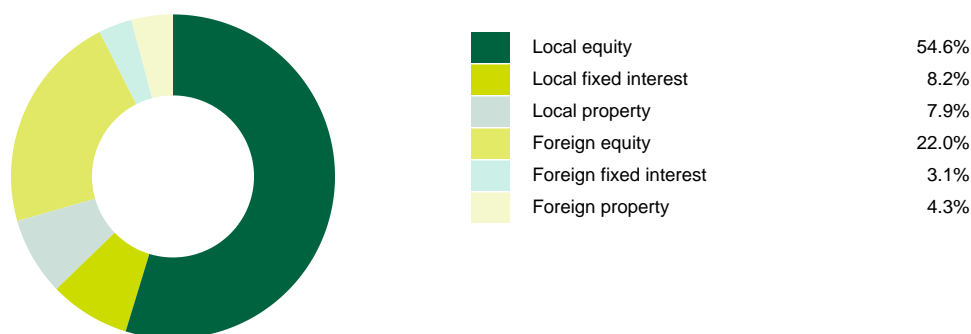 Local equity 54.6%
Local fixed interest 8.2%
Local property 7.9%
Foreign equity 22.0%
Foreign fixed interest 3.1%
Foreign property 4.3%